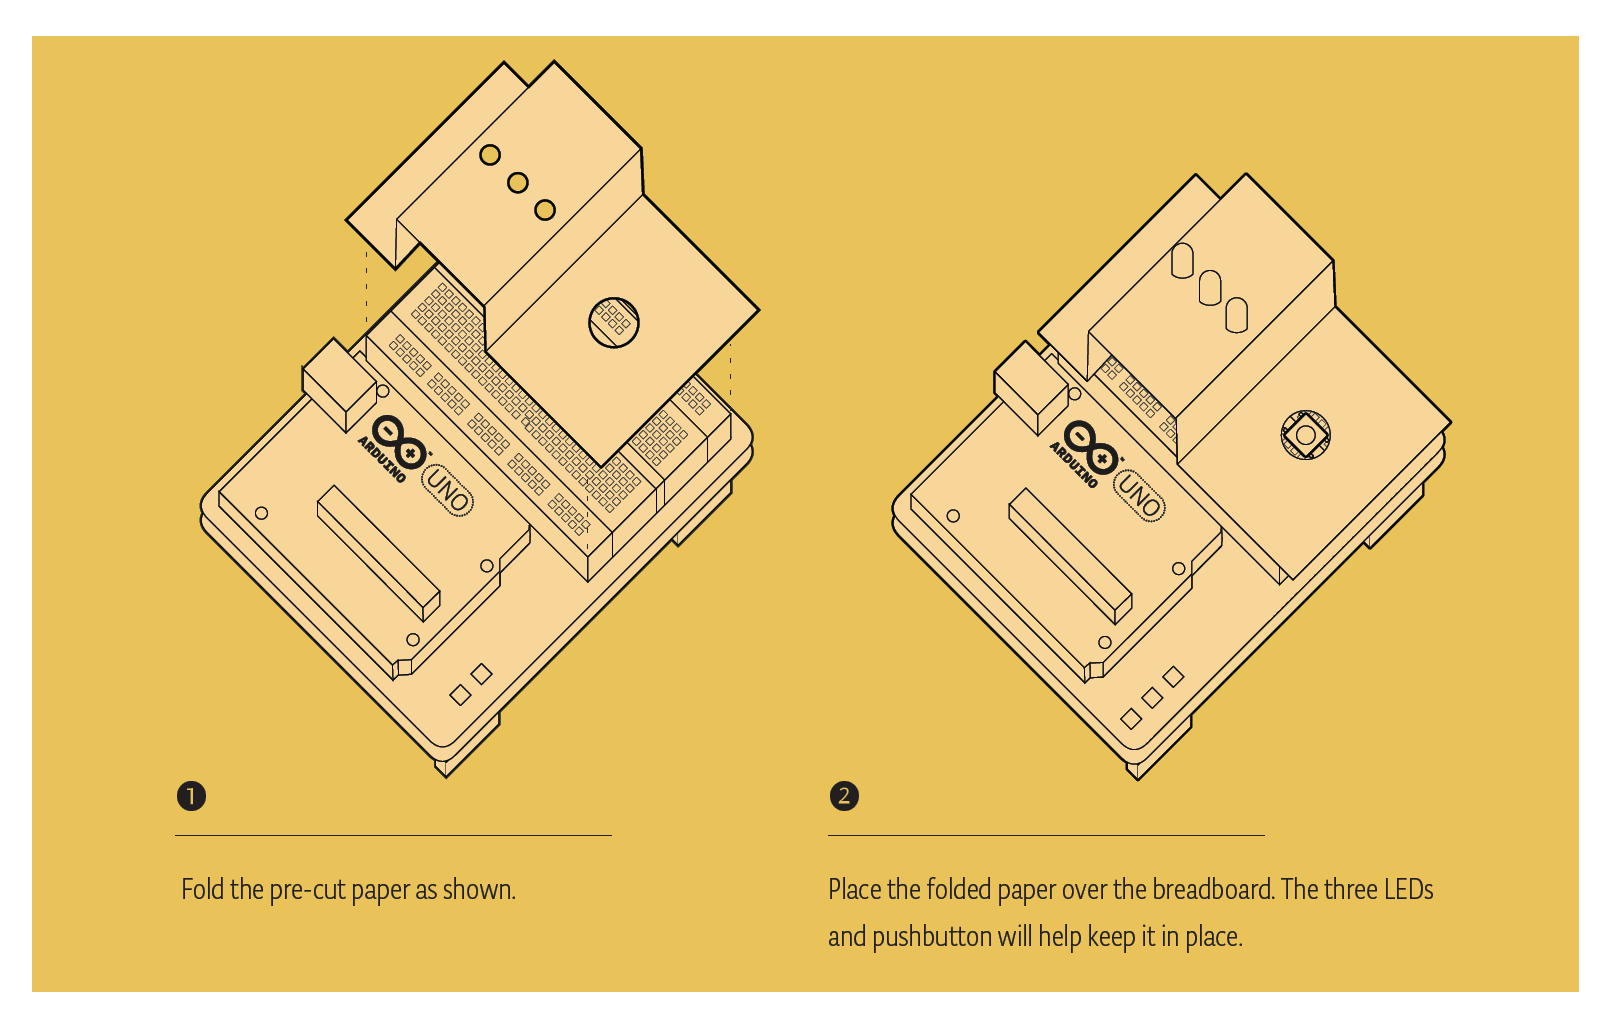 ARDUINO
UNO
ARDUINO
UNO
1
Fold the pre-cut paper as shown.
2
Place the folded paper over the breadboard. The three LEDs
and pushbutton will help keep it in place.